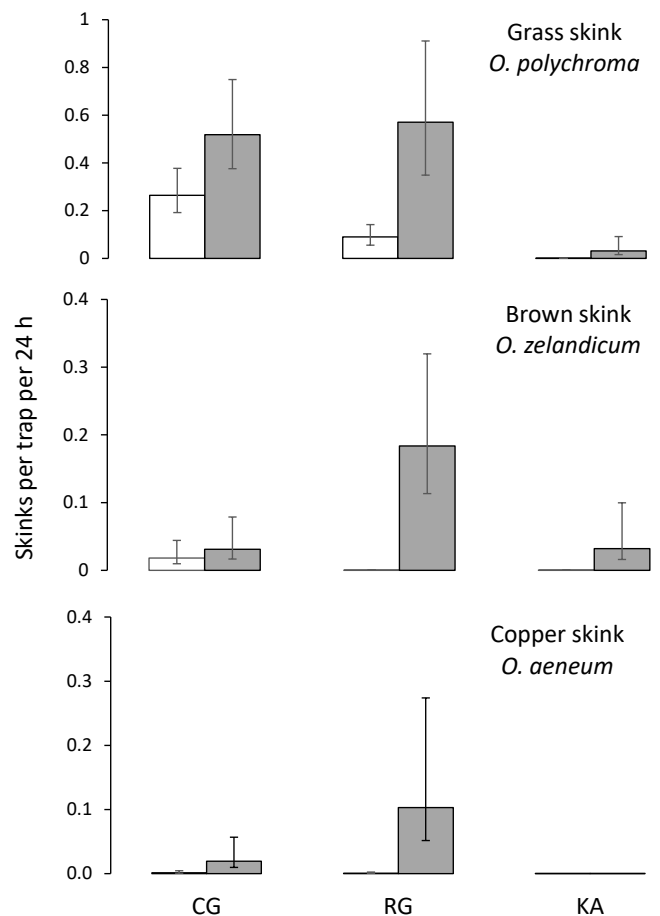 Skinks per trap per 24 h
1
0.8
0.6
0.4
0.2
0
Grass skink
O. polychroma
0.4
0.3
0.2
0.1
0
Brown skink
O. zelandicum
0.4
0.3
0.2
0.1
0.0
Copper skink
O. aeneum
CG RG KA